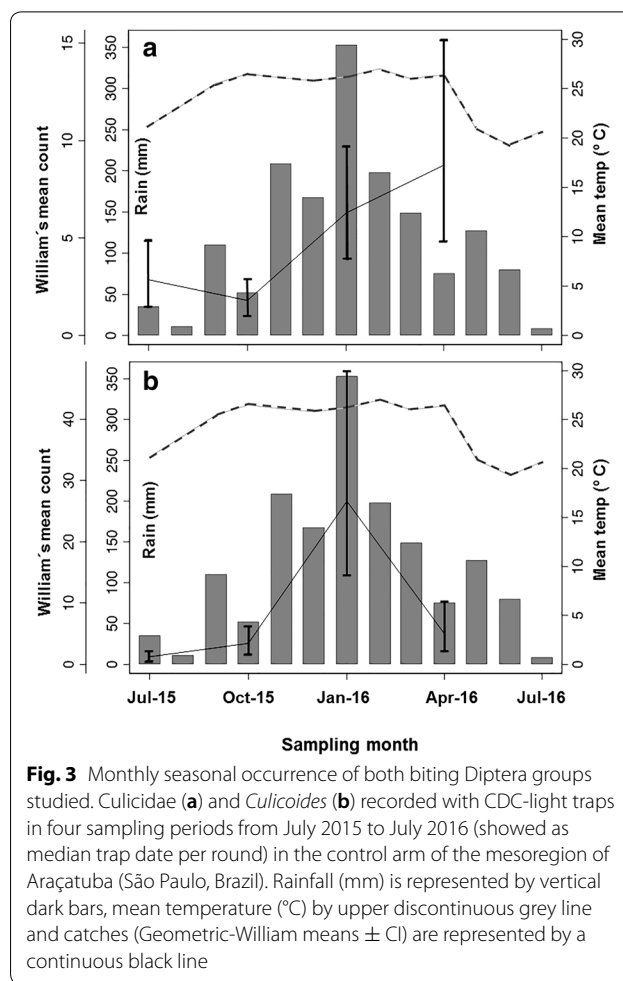 a
15
10
5
0
William´s mean count
350
300
250
200
150
100
50
0
Rain (mm)
30
25
20
15
10
5
0
Mean temp (° C)
b
40
30
20
10
0
William´s mean count
350
300
250
200
150
100
50
0
Rain (mm)
30
25
20
15
10
5
0
Mean temp (° C)
Jul-15 Oct-15 Jan-16 Apr-16 Jul-16
Sampling month
Fig. 3 Monthly seasonal occurrence of both biting Diptera groups
studied. Culicidae (a) and Culicoides (b) recorded with CDC-light traps
in four sampling periods from July 2015 to July 2016 (showed as
median trap date per round) in the control arm of the mesoregion of
Araçatuba (São Paulo, Brazil). Rainfall (mm) is represented by vertical
dark bars, mean temperature (°C) by upper discontinuous grey line
and catches (Geometric-William means ± CI) are represented by a
continuous black line